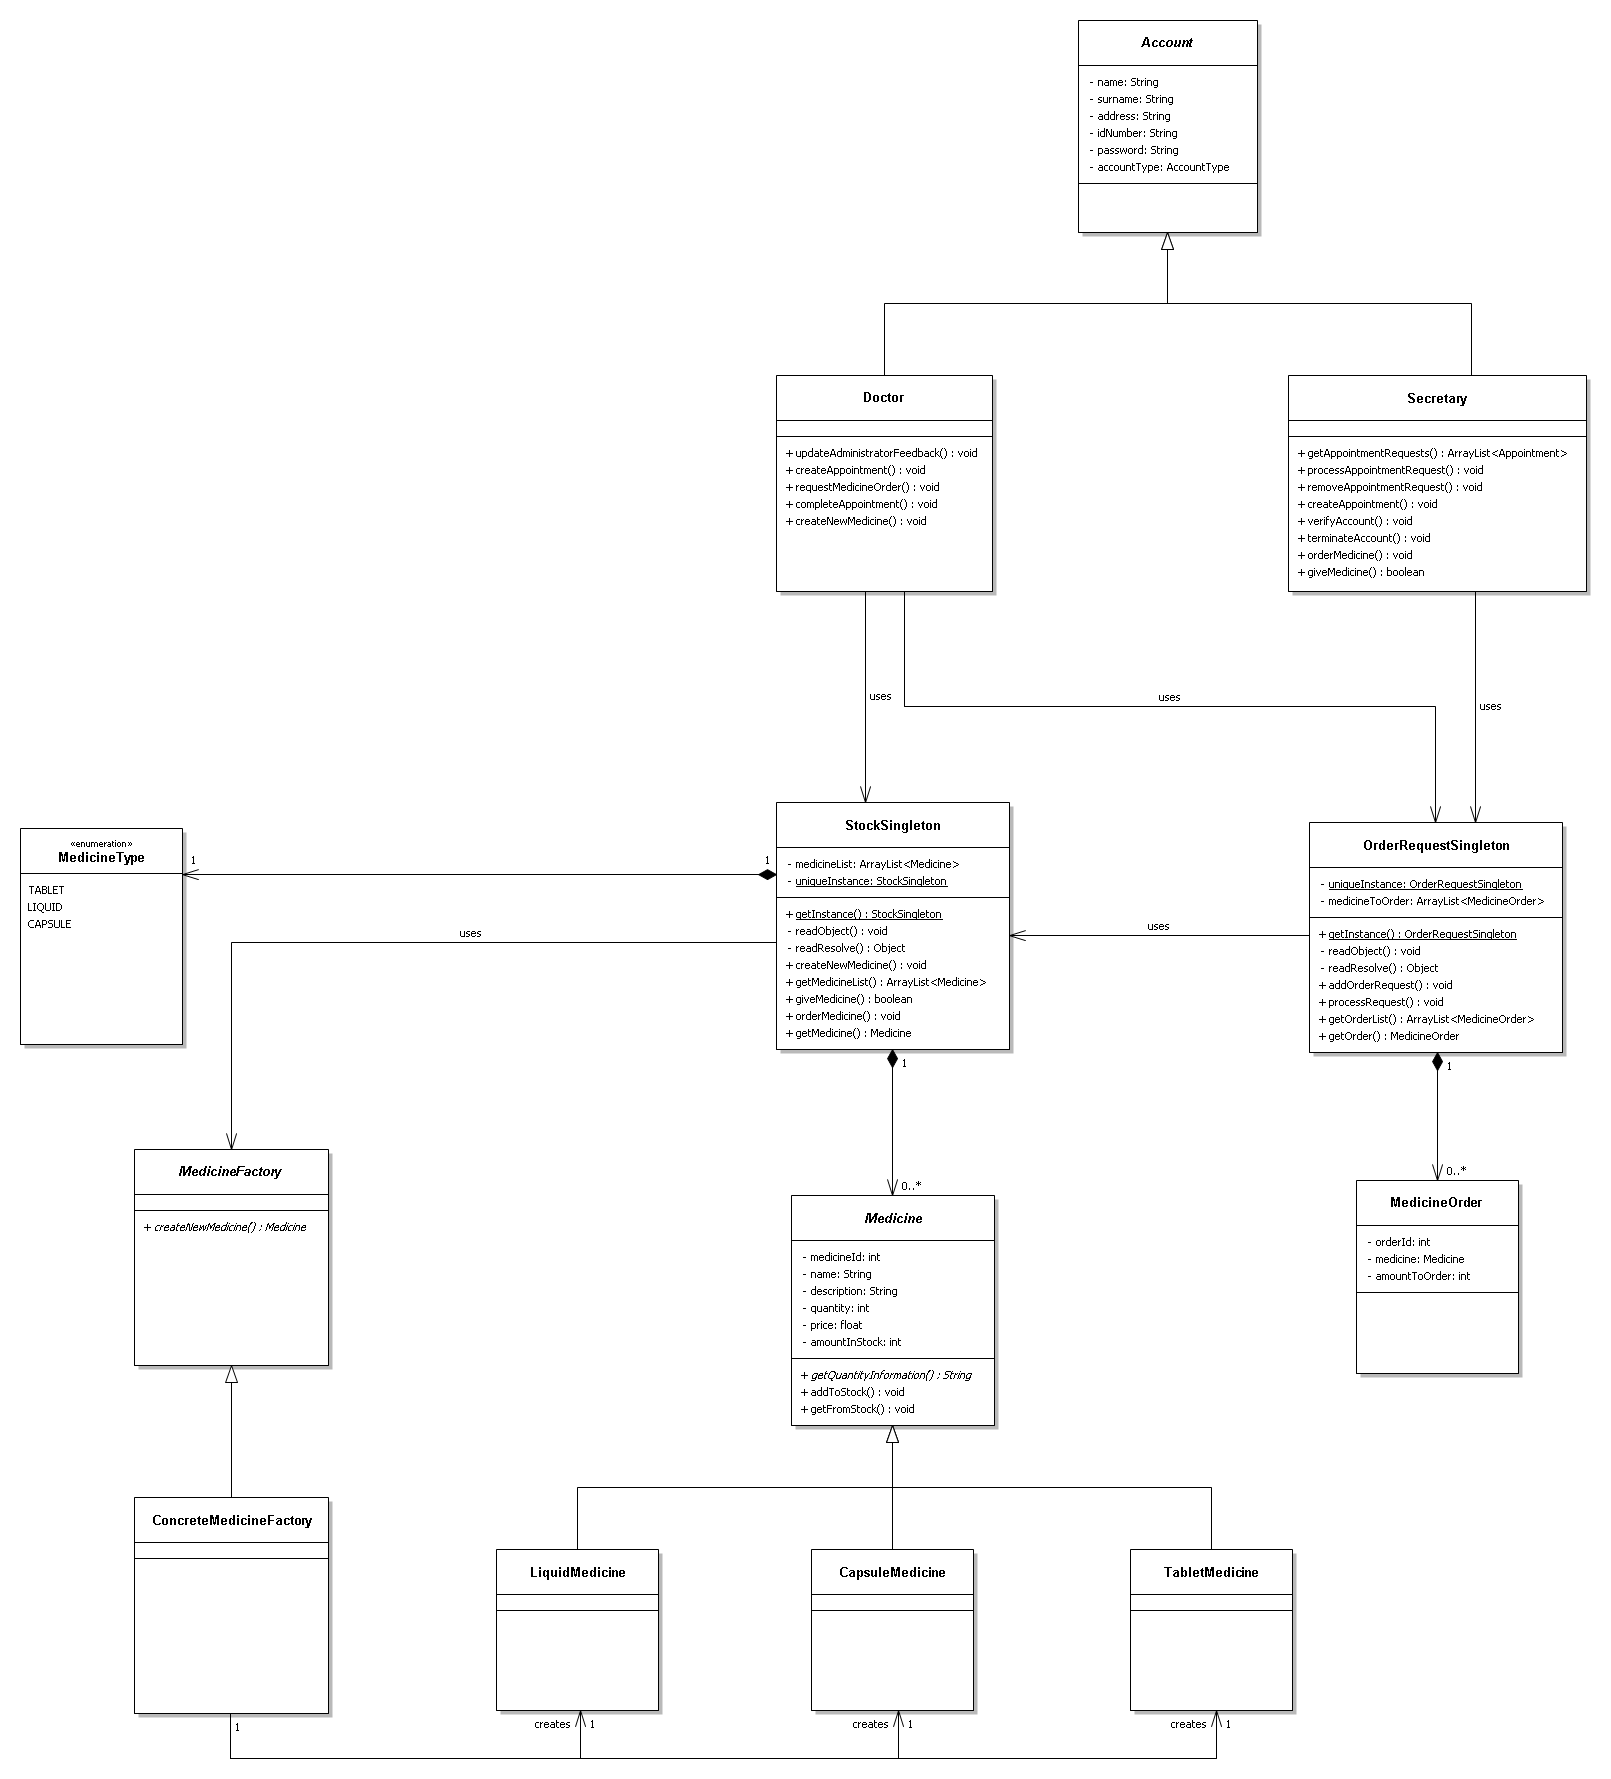 Account
- name: String
- surname: String
- address: String
- idNumber: String
- password: String
- accountType: AccountType
Doctor
+ updateAdministratorFeedback() : void
+ createAppointment() : void
+ requestMedicineOrder() : void
+ completeAppointment() : void
+ createNewMedicine() : void
Secretary
+ getAppointmentRequests() : ArrayList<Appointment>
+ processAppointmentRequest() : void
+ removeAppointmentRequest() : void
+ createAppointment() : void
+ verifyAccount() : void
+ terminateAccount() : void
+ orderMedicine() : void
+ giveMedicine() : boolean
uses
uses
uses
«enumeration»
MedicineType
TABLET
LIQUID
CAPSULE
1
1
StockSingleton
- medicineList: ArrayList<Medicine>
- uniqueInstance: StockSingleton
+ getInstance() : StockSingleton
- readObject() : void
- readResolve() : Object
+ createNewMedicine() : void
+ getMedicineList() : ArrayList<Medicine>
+ giveMedicine() : boolean
+ orderMedicine() : void
+ getMedicine() : Medicine
uses
uses
OrderRequestSingleton
- uniqueInstance: OrderRequestSingleton
- medicineToOrder: ArrayList<MedicineOrder>
+ getInstance() : OrderRequestSingleton
- readObject() : void
- readResolve() : Object
+ addOrderRequest() : void
+ processRequest() : void
+ getOrderList() : ArrayList<MedicineOrder>
+ getOrder() : MedicineOrder
1
0..*
1
0..*
IMedicineFactory
+ createNewMedicine() : Medicine
IMedicine
- medicineId: int
- name: String
- description: String
- quantity: int
- price: float
- amountInStock: int
+ getQuantityInformation() : String
+ addToStock() : void
+ getFromStock() : void
MedicineOrder
- orderId: int
- medicine: Medicine
- amountToOrder: int
ConcreteMedicineFactory
LiquidMedicine
CapsuleMedicine
TabletMedicine
1
creates 1
creates 1
creates 1